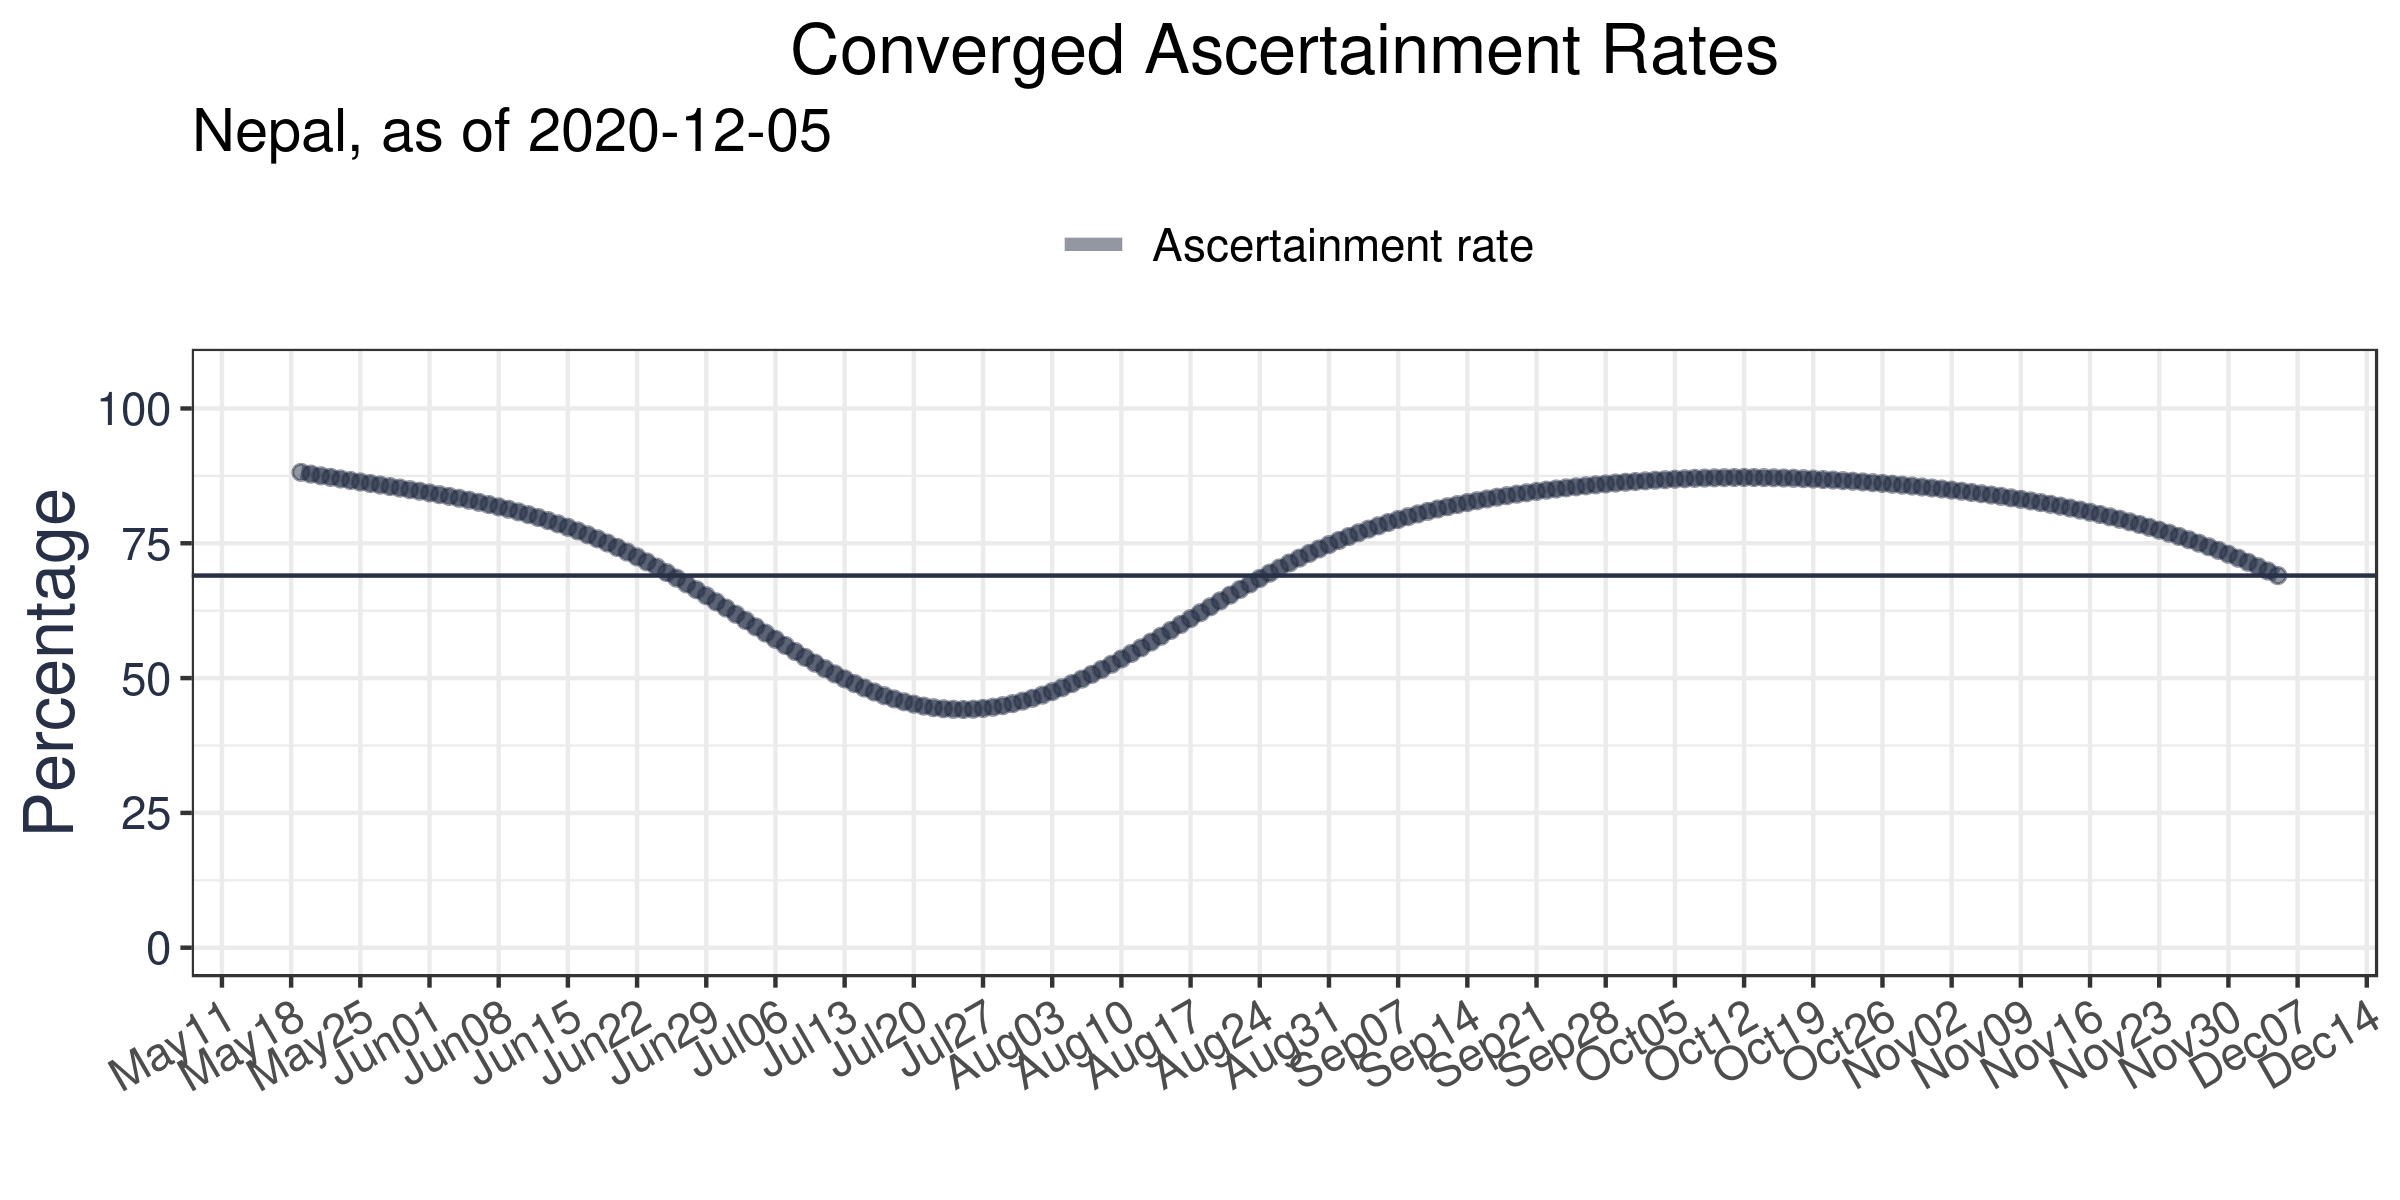 Converged Ascertainment Rates
Nepal, as of 2020-12-05
Ascertainment rate
Percentage
100
75
50
25
0
May11 May18 May25 Jun01 Jun08 Jun15 Jun22 Jun29 Jul06 Jul13 Jul20 Jul27 Aug03 Aug10 Aug17 Aug24 Aug31 Sep07 Sep14 Sep21 Sep28 Oct05 Oct12 Oct19 Oct26 Nov02 Nov09 Nov16 Nov23 Nov30 Dec07 Dec14